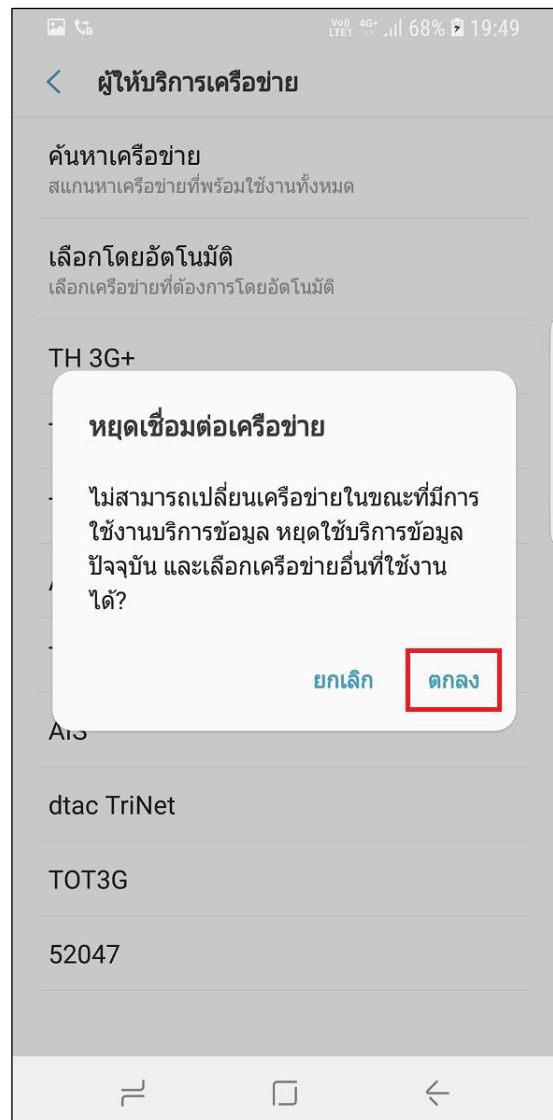 Vo)) LTE1 4G+ 68% 19:49
ผู้ให้บริการเครือข่าย
ค้นหาเครือข่าย
สแกนหาเครือข่ายที่พร้อมใช้งานทั้งหมด
เลือกโดยอัตโนมัติ
เลือกเครือข่ายที่ต้องการโดยอัตโนมัติ
TH 3G+
หยุดเชื่อมต่อเครือข่าย
ไม่สามารถเปลี่ยนเครือข่ายในขณะที่มีการ
ใช้งานบริการข้อมูล หยุดใช้บริการข้อมูล
ปัจจุบัน และเลือกเครือข่ายอื่นที่ใช้งาน
ได้?
ยกเลิก ตกลง
AIS
dtac TriNet
TOT3G
52047